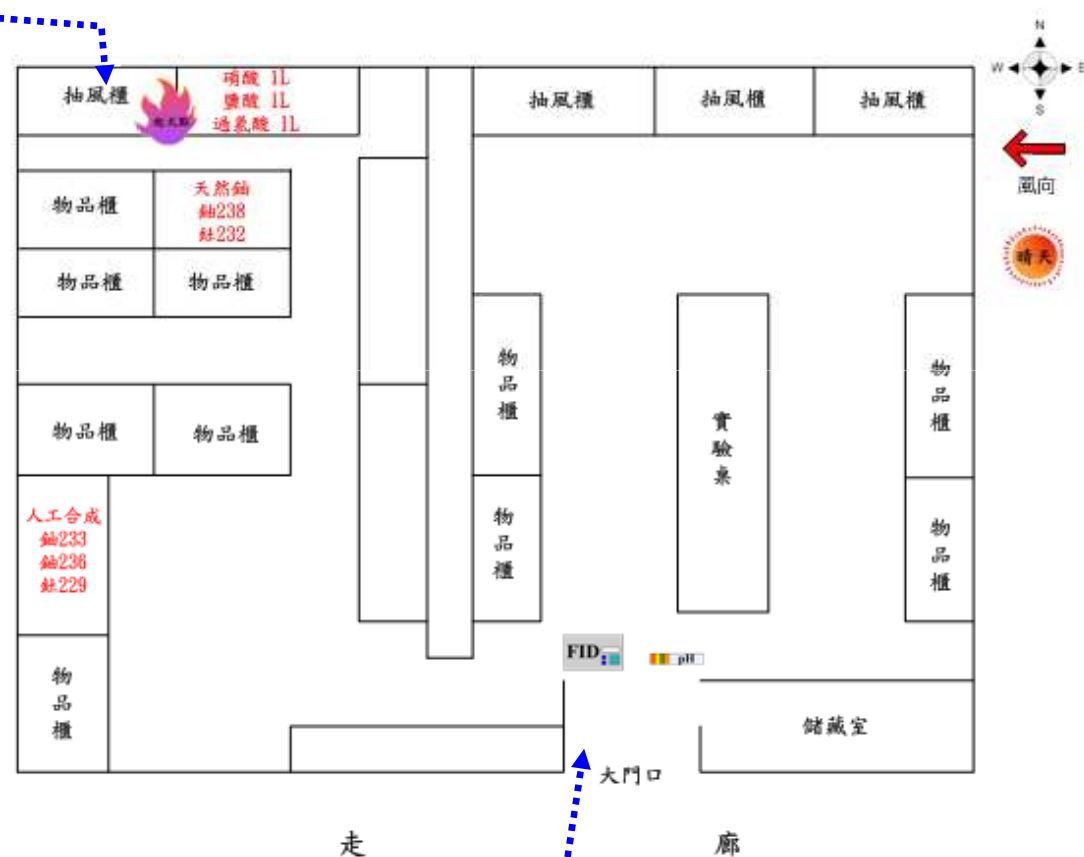 N
W
E
S
風向
晴天
抽風櫃
起火點
硝酸 1L
鹽酸 1L
過氯酸 1L
抽風櫃
抽風櫃
抽風櫃
物品櫃
天然鈾
鈾238
釷232
物品櫃
物品櫃
物品櫃
物品櫃
人工合成
鈾233
鈾236
釷229
物品櫃
物品櫃
物品櫃
實驗桌
物品櫃
物品櫃
FID
pH
儲藏室
大門口
走
廊